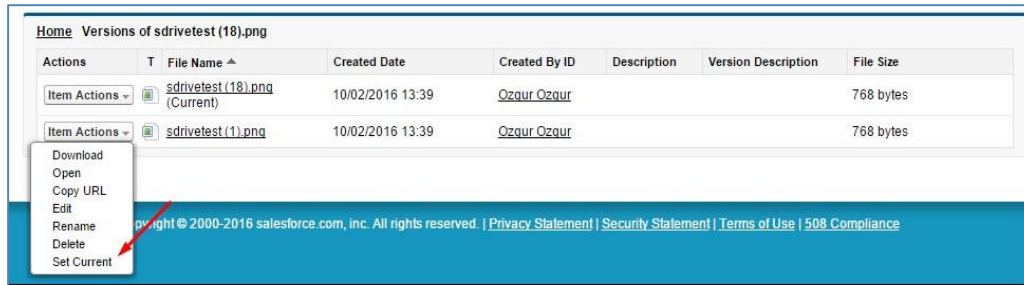 Home Versions of sdrivetest (18).png
Actions T File Name Created Date Created By ID Description Version Description File Size
Item Actions sdrivetest (18).png (Current) 10/02/2016 13:39 Ozgur Ozgur 768 bytes
Item Actions sdrivetest (1).png 10/02/2016 13:39 Ozgur Ozgur 768 bytes
Download
Open
Copy URL
Edit
Rename
Delete
Set Current
© 2000-2016 salesforce.com, inc. All rights reserved. | Privacy Statement | Security Statement | Terms of Use | 508 Compliance